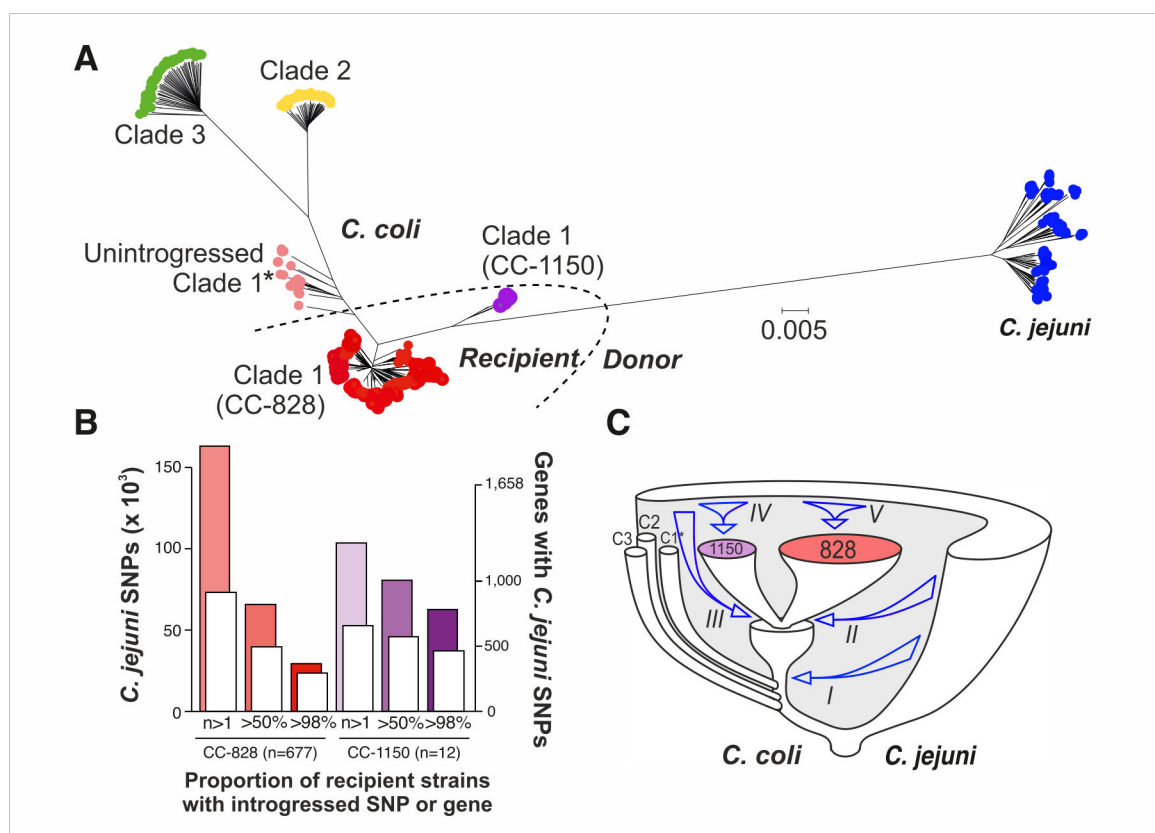 A
Clade 3
Clade 2
C. coli
Unintrogressed
Clade 1*
Clade 1
(CC-1150)
0.005
C. jejuni
Recipient
Donor
Clade 1
(CC-828)
B
C. jejuni SNPs (x 10³)
150
100
50
0
n>1 >50% >98% n>1 >50% >98%
CC-828 (n=677) CC-1150 (n=12)
Proportion of recipient strains
with introgressed SNP or gene
1,658
1,000
500
0
Genes with C. jejuni SNPs
C
C3 C2 C1*
IV
V
1150
828
III
II
I
C. coli
C. jejuni